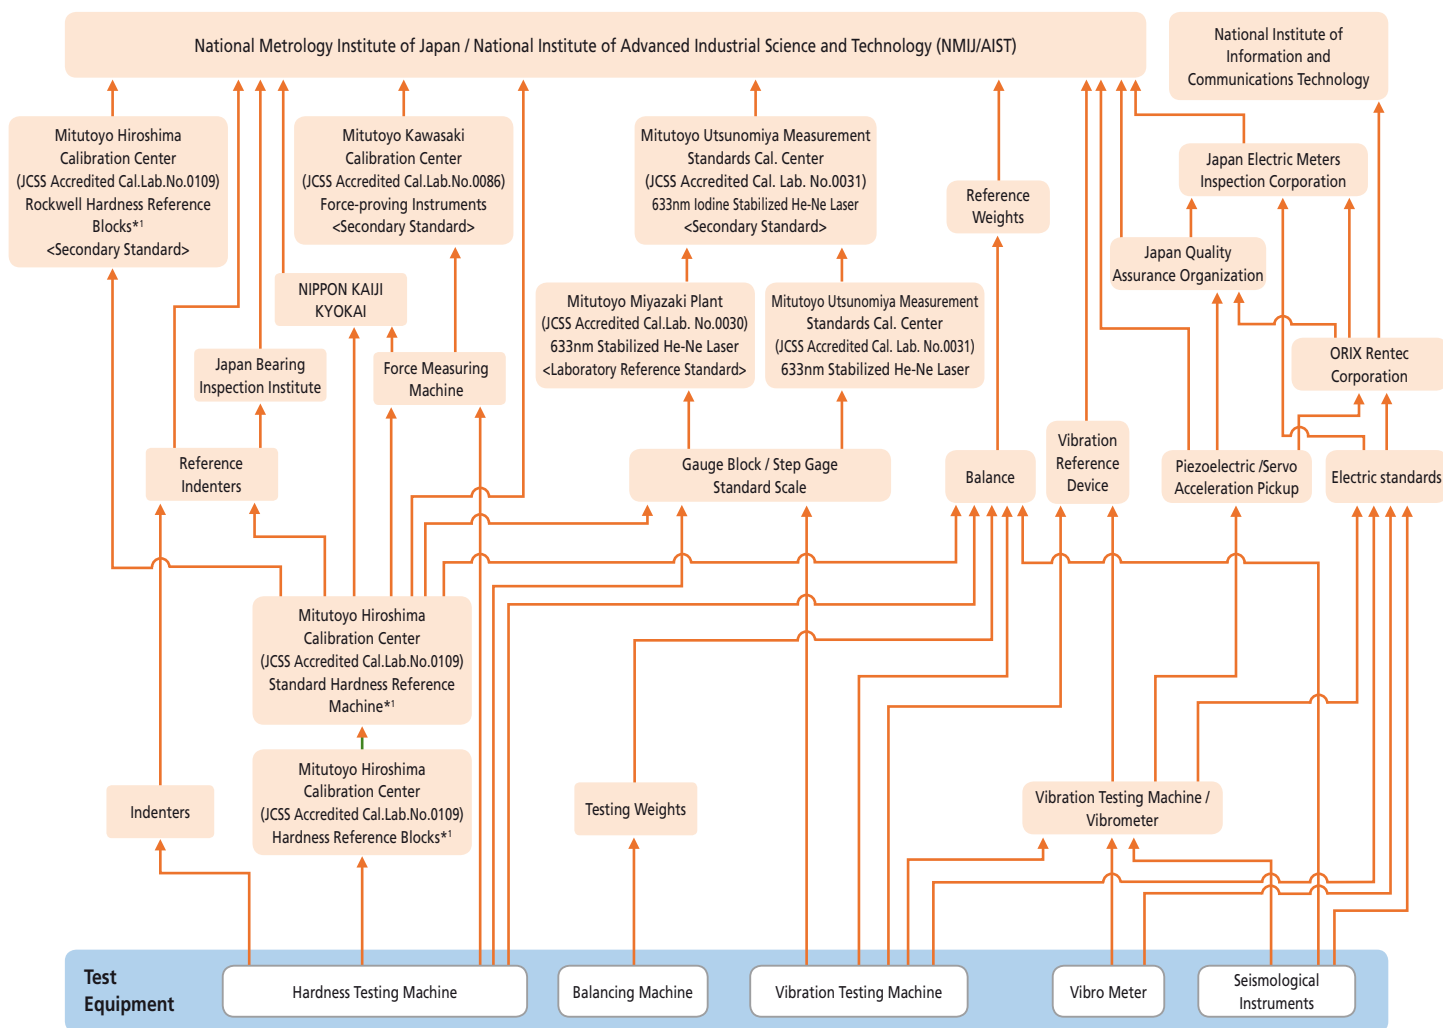 National Metrology Institute of Japan / National Institute of Advanced Industrial Science and Technology (NMIJ/AIST)
National Institute of
Information and
Communications Technology
Mitutoyo Hiroshima
Calibration Center
(JCSS Accredited Cal.Lab.No.0109)
Rockwell Hardness Reference
Blocks*1
<Secondary Standard>
Mitutoyo Kawasaki
Calibration Center
(JCSS Accredited Cal.Lab.No.0086)
Force-proving Instruments
<Secondary Standard>
Mitutoyo Utsunomiya Measurement
Standards Cal. Center
(JCSS Accredited Cal. Lab. No.0031)
633nm Iodine Stabilized He-Ne Laser
<Secondary Standard>
Reference
Weights
Japan Electric Meters
Inspection Corporation
Japan Quality
Assurance Organization
NIPPON KAIJI
KYOKAI
Mitutoyo Miyazaki Plant
(JCSS Accredited Cal.Lab. No.0030)
633nm Stabilized He-Ne Laser
<Laboratory Reference Standard>
Mitutoyo Utsunomiya Measurement
Standards Cal. Center
(JCSS Accredited Cal. Lab. No.0031)
633nm Stabilized He-Ne Laser
ORIX Rentec
Corporation
Japan Bearing
Inspection Institute
Force Measuring
Machine
Reference
Indenters
Gauge Block / Step Gage
Standard Scale
Balance
Vibration
Reference
Device
Piezoelectric /Servo
Acceleration Pickup
Electric standards
Mitutoyo Hiroshima
Calibration Center
(JCSS Accredited Cal.Lab.No.0109)
Standard Hardness Reference
Machine*1
Mitutoyo Hiroshima
Calibration Center
(JCSS Accredited Cal.Lab.No.0109)
Hardness Reference Blocks*1
Indenters
Testing Weights
Vibration Testing Machine /
Vibrometer
Test
Equipment
Hardness Testing Machine
Balancing Machine
Vibration Testing Machine
Vibro Meter
Seismological
Instruments